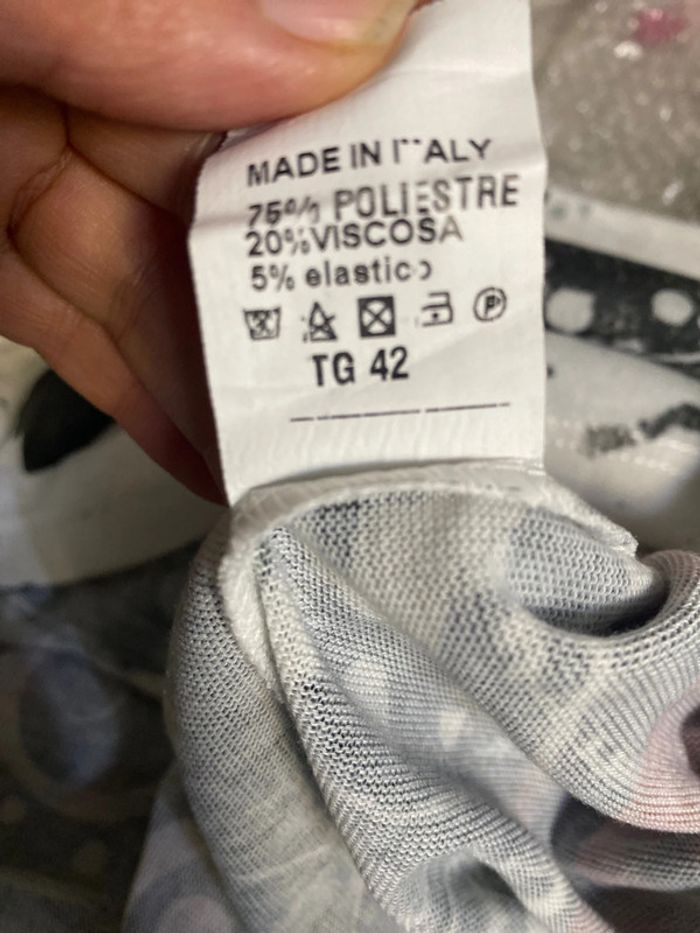 MADE IN ITALY
75% POLIESTRE
20%VISCOSA
5% elastico
P
TG 42